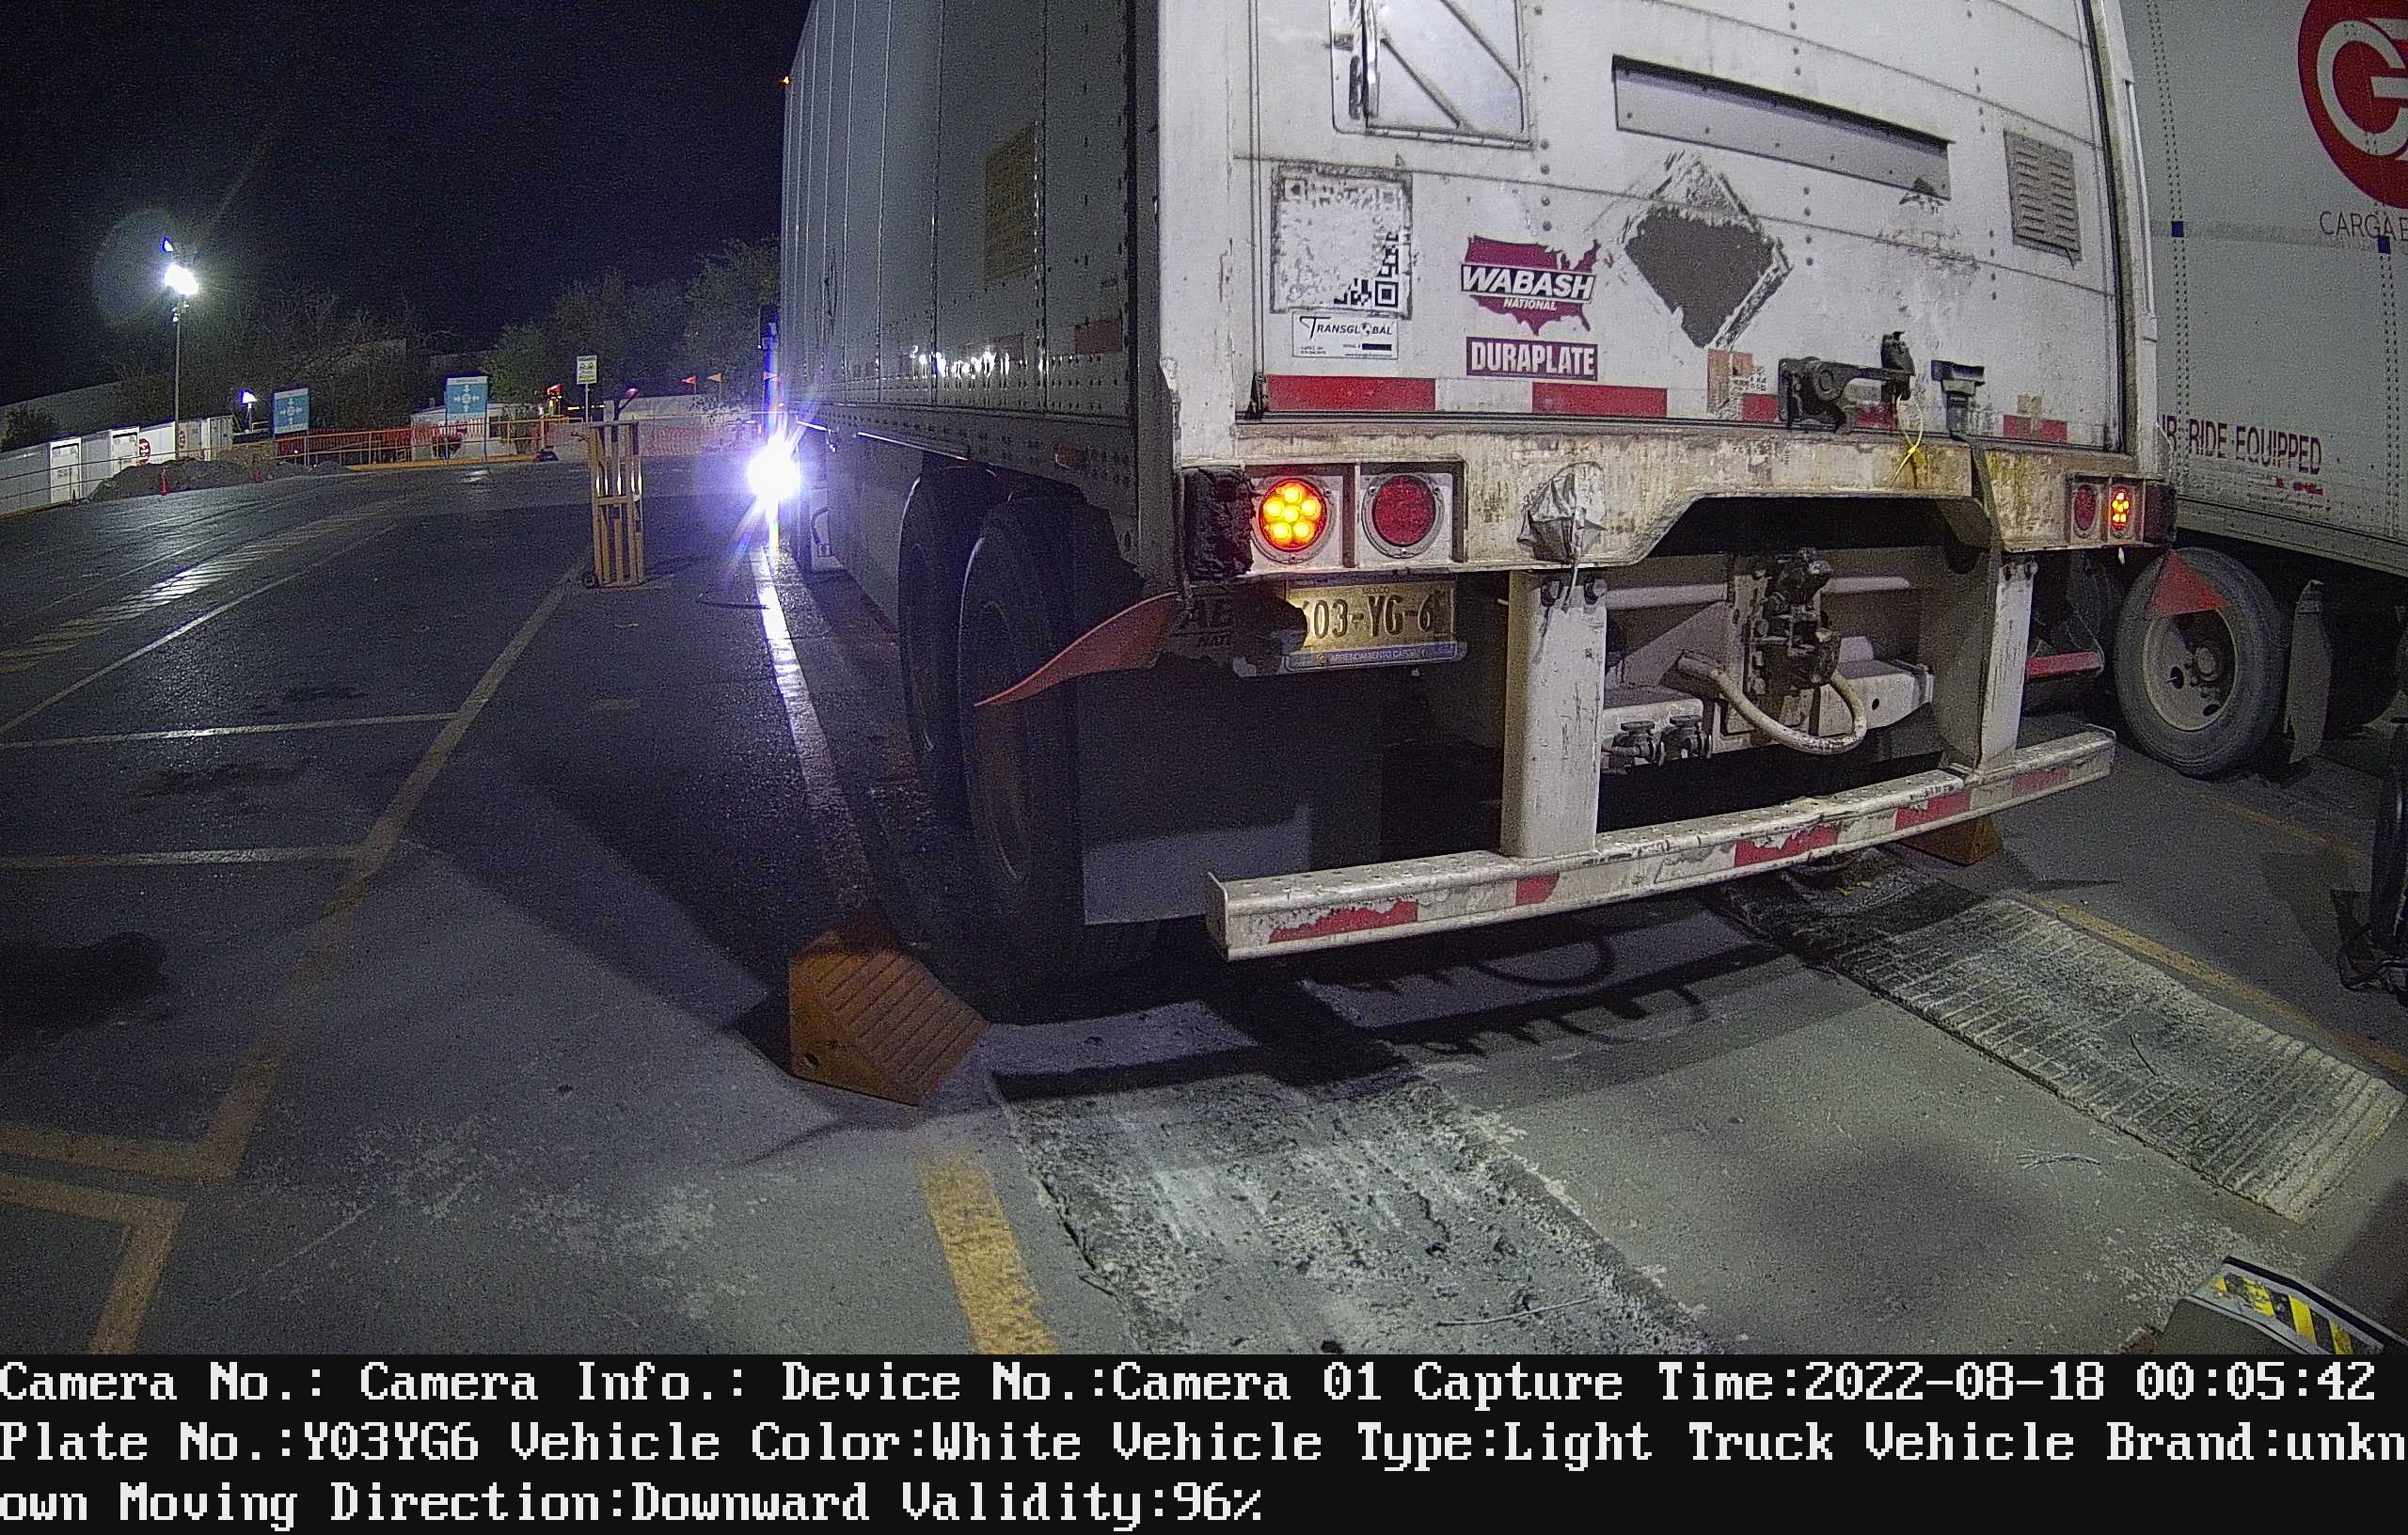 CARGA
WABASH
NATIONAL
TRANSGLOBAL
DURAPLATE
RIDE EQUIPPED
03-YG-6
ARRENDAMIENTO
Camera No.: Camera Info.: Device No.:Camera 01 Capture Time:2022-08-18 00:05:42
Plate No.:Y03YG6 Vehicle Color:White Vehicle Type:Light Truck Vehicle Brand:unkn
own Moving Direction:Downward Validity:96%